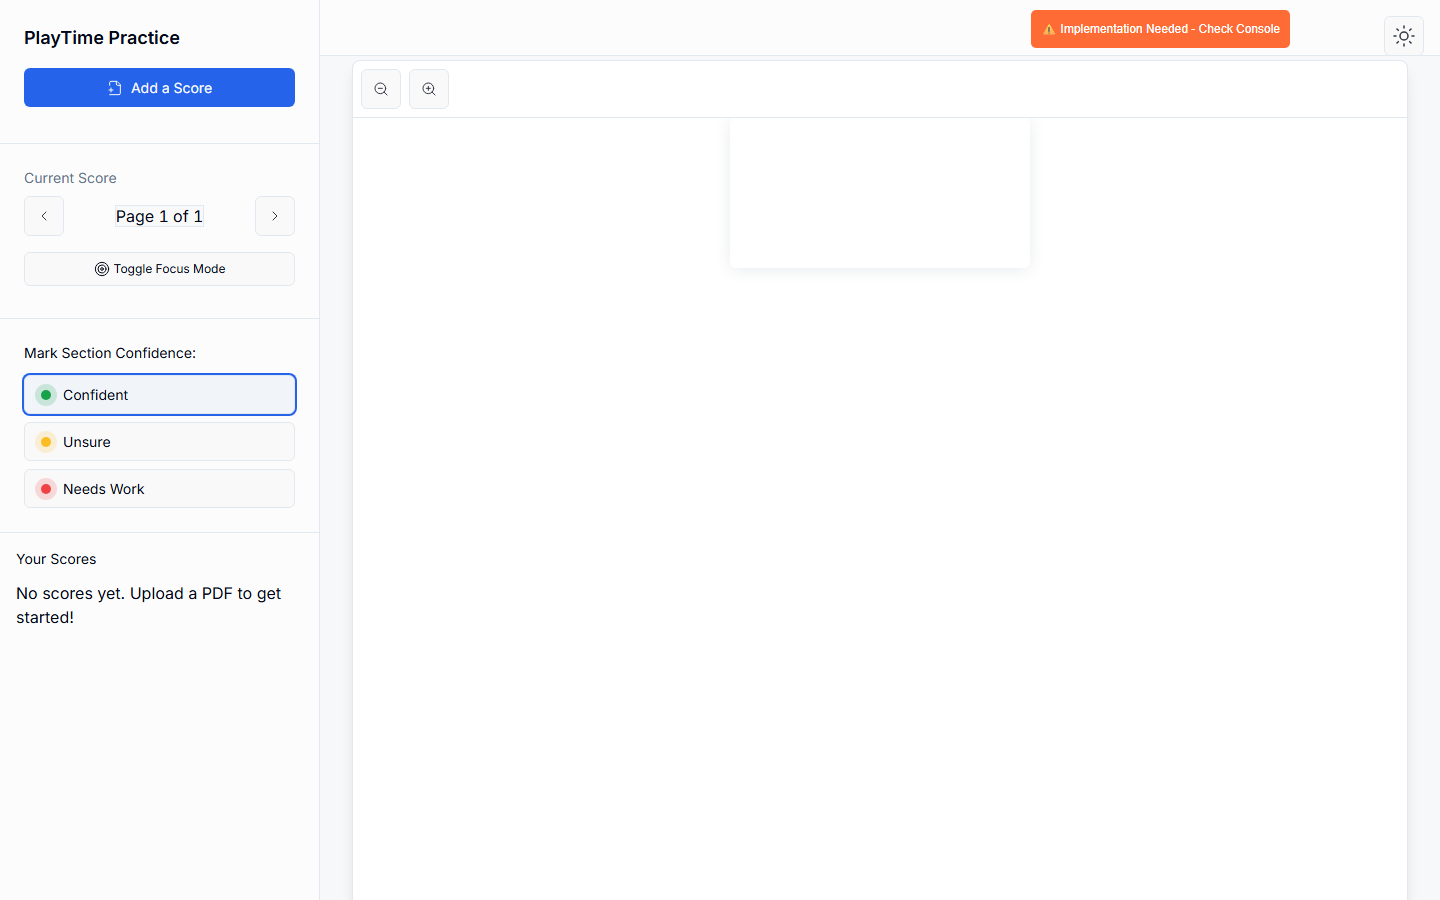 PlayTime Practice
Add a Score
⚠️ Implementation Needed - Check Console
Current Score
Page 1 of 1
Toggle Focus Mode
Mark Section Confidence:
Confident
Unsure
Needs Work
Your Scores
No scores yet. Upload a PDF to get
started!